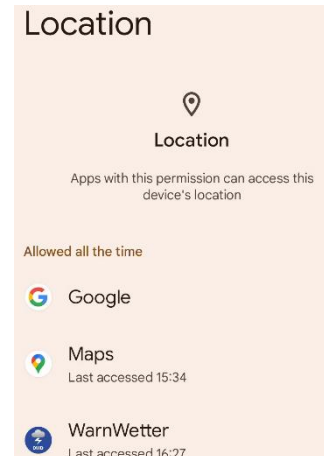 Location
Location
Apps with this permission can access this
device's location
Allowed all the time
Google
Maps
Last accessed 15:34
WarnWetter
Last accessed 16:27